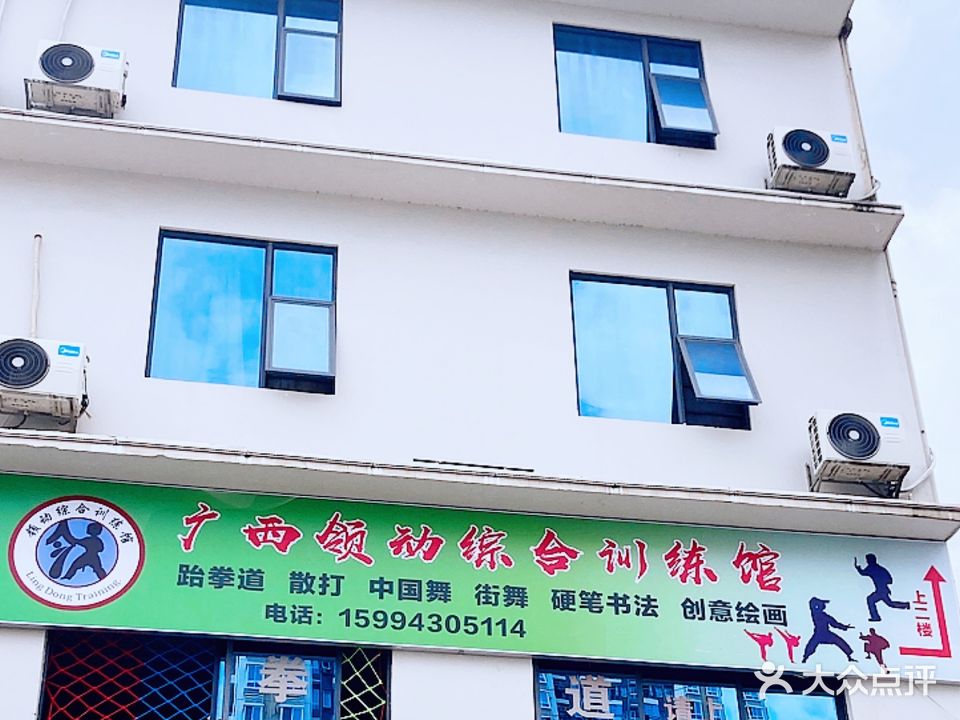 广西领动综合训练馆
领动综合训练馆
Ling Dong Training
跆拳道 散打 中国舞 街舞 硬笔书法 创意绘画
电话：15994305114
上二楼
拳
道
请上
大众点评